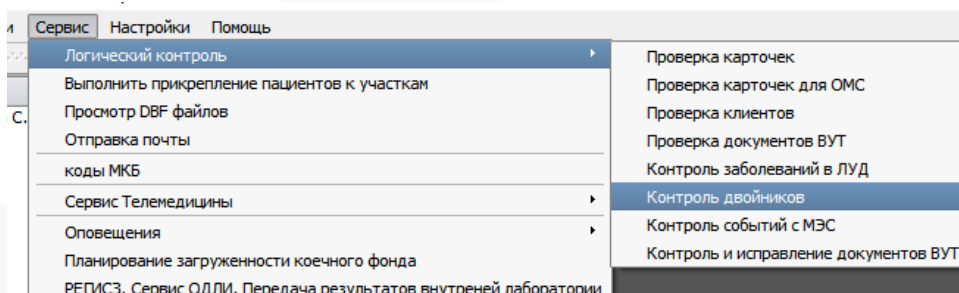 и Сервис Настройки Помощь
Логический контроль
Выполнить прикрепление пациентов к участкам
Просмотр DBF файлов
С. Отправка почты
коды МКБ
Сервис Телемедицины
Оповещения
Планирование загруженности коечного фонда
РЕГИСЗ. Сервис ОДЛИ. Передача результатов внутреней лаборатории
Проверка карточек
Проверка карточек для ОМС
Проверка клиентов
Проверка документов ВУТ
Контроль заболеваний в ЛУД
Контроль двойников
Контроль событий с МЭС
Контроль и исправление документов ВУТ